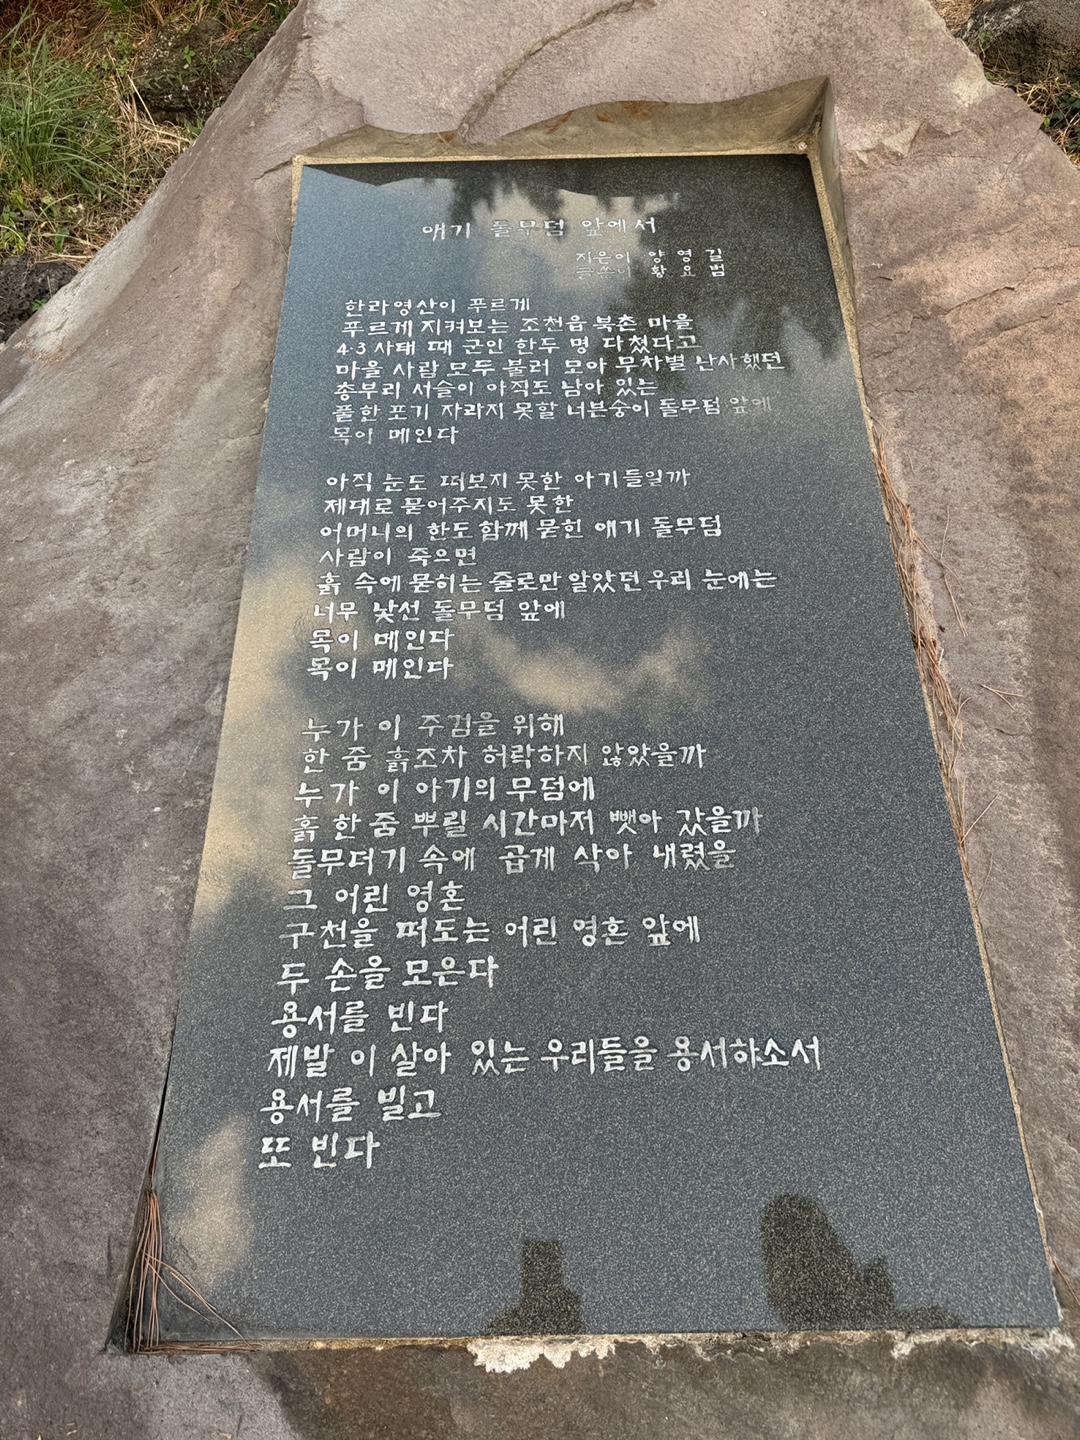 애기 돌무덤 앞에서
지은이 양영길
글쓴이 황요범
한라영산이 푸르게
푸르게 지켜보는 조천읍 북촌 마을
4·3 사태 때 군인 한두 명 다쳤다고
마을 사람 모두 불러 모아 무차별 난사했던
총부리 서슬이 아직도 남아 있는
풀 한 포기 자라지 못할 너븐숭이 돌무덤 앞에
목이 메인다
아직 눈도 떠보지 못한 아기들일까
제대로 묻어주지도 못한
어머니의 한도 함께 묻힌 애기 돌무덤
사람이 죽으면
흙 속에 묻히는 줄로만 알았던 우리 눈에는
너무 낯선 돌무덤 앞에
목이 메인다
목이 메인다
누가 이 주검을 위해
한 줌 흙조차 허락하지 않았을까
누가 이 아기의 무덤에
흙 한 줌 뿌릴 시간마저 뺏아 갔을까
돌무더기 속에 곱게 삭아 내렸을
그 어린 영혼
구천을 떠도는 어린 영혼 앞에
두 손을 모은다
용서를 빈다
제발 이 살아 있는 우리들을 용서하소서
용서를 빌고
또 빈다